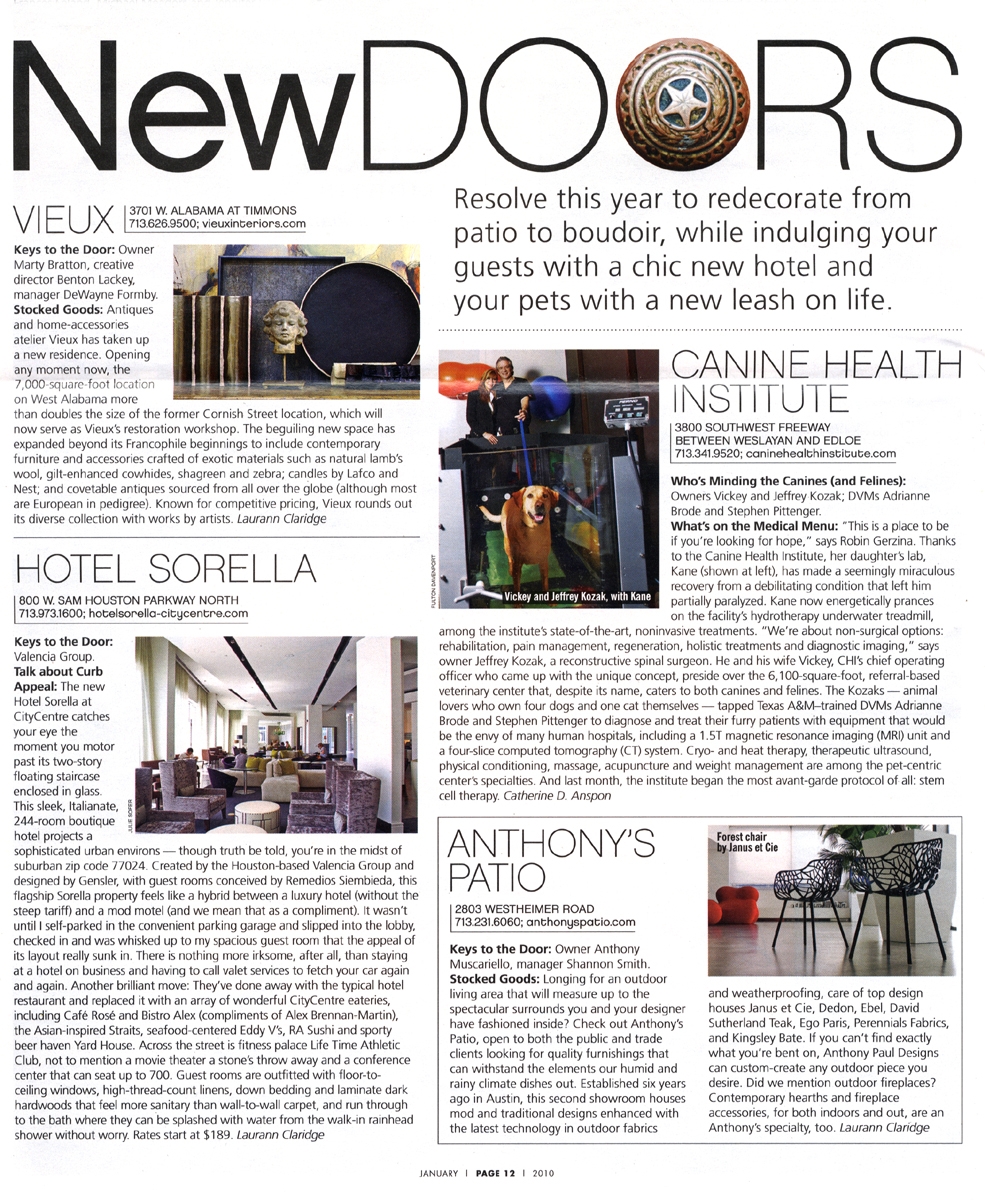 NewDOORS
Resolve this year to redecorate from
patio to boudoir, while indulging your
guests with a chic new hotel and
your pets with a new leash on life.
VIEUX
3701 W. ALABAMA AT TIMMONS
713.626.9500; vieuxinteriors.com
Keys to the Door: Owner
Marty Bratton, creative
director Benton Lackey,
manager DeWayne Formby.
Stocked Goods: Antiques
and home-accessories
atelier Vieux has taken up
a new residence. Opening
any moment now, the
7,000-square-foot location
on West Alabama more
than doubles the size of the former Cornish Street location, which will
now serve as Vieux's restoration workshop. The beguiling new space has
expanded beyond its Francophile beginnings to include contemporary
furniture and accessories crafted of exotic materials such as natural lamb's
wool, gilt-enhanced cowhides, shagreen and zebra; candles by Lafco and
Nest; and covetable antiques sourced from all over the globe (although most
are European in pedigree). Known for competitive pricing, Vieux rounds out
its diverse collection with works by artists. Laurann Claridge
HOTEL SORELLA
800 W. SAM HOUSTON PARKWAY NORTH
713.973.1600; hotelsorella-citycentre.com
Keys to the Door:
Valencia Group.
Talk about Curb
Appeal: The new
Hotel Sorella at
CityCentre catches
your eye the
moment you motor
past its two-story
floating staircase
enclosed in glass.
This sleek, Italianate,
244-room boutique
hotel projects a
JULIE SOEFER
sophisticated urban environs — though truth be told, you're in the midst of
suburban zip code 77024. Created by the Houston-based Valencia Group and
designed by Gensler, with guest rooms conceived by Remedios Siembieda, this
flagship Sorella property feels like a hybrid between a luxury hotel (without the
steep tariff) and a mod motel (and we mean that as a compliment). It wasn't
until I self-parked in the convenient parking garage and slipped into the lobby,
checked in and was whisked up to my spacious guest room that the appeal of
its layout really sunk in. There is nothing more irksome, after all, than staying
at a hotel on business and having to call valet services to fetch your car again
and again. Another brilliant move: They've done away with the typical hotel
restaurant and replaced it with an array of wonderful CityCentre eateries,
including Café Rosé and Bistro Alex (compliments of Alex Brennan-Martin),
the Asian-inspired Straits, seafood-centered Eddy V's, RA Sushi and sporty
beer haven Yard House. Across the street is fitness palace Life Time Athletic
Club, not to mention a movie theater a stone's throw away and a conference
center that can seat up to 700. Guest rooms are outfitted with floor-to-
ceiling windows, high-thread-count linens, down bedding and laminate dark
hardwoods that feel more sanitary than wall-to-wall carpet, and run through
to the bath where they can be splashed with water from the walk-in rainhead
shower without worry. Rates start at $189. Laurann Claridge
FULTON DAVENPORT
Vickey and Jeffrey Kozak, with Kane
CANINE HEALTH
INSTITUTE
3800 SOUTHWEST FREEWAY
BETWEEN WESLAYAN AND EDLOE
713.341.9520; caninehealthinstitute.com
Who's Minding the Canines (and Felines):
Owners Vickey and Jeffrey Kozak; DVMs Adrianne
Brode and Stephen Pittenger.
What's on the Medical Menu: "This is a place to be
if you're looking for hope," says Robin Gerzina. Thanks
to the Canine Health Institute, her daughter's lab,
Kane (shown at left), has made a seemingly miraculous
recovery from a debilitating condition that left him
partially paralyzed. Kane now energetically prances
on the facility's hydrotherapy underwater treadmill,
among the institute's state-of-the-art, noninvasive treatments. "We're about non-surgical options:
rehabilitation, pain management, regeneration, holistic treatments and diagnostic imaging," says
owner Jeffrey Kozak, a reconstructive spinal surgeon. He and his wife Vickey, CHI's chief operating
officer who came up with the unique concept, preside over the 6,100-square-foot, referral-based
veterinary center that, despite its name, caters to both canines and felines. The Kozaks — animal
lovers who own four dogs and one cat themselves — tapped Texas A&M–trained DVMs Adrianne
Brode and Stephen Pittenger to diagnose and treat their furry patients with equipment that would
be the envy of many human hospitals, including a 1.5T magnetic resonance imaging (MRI) unit and
a four-slice computed tomography (CT) system. Cryo- and heat therapy, therapeutic ultrasound,
physical conditioning, massage, acupuncture and weight management are among the pet-centric
center's specialties. And last month, the institute began the most avant-garde protocol of all: stem
cell therapy. Catherine D. Anspon
ANTHONY'S
PATIO
2803 WESTHEIMER ROAD
713.231.6060; anthonyspatio.com
Keys to the Door: Owner Anthony
Muscariello, manager Shannon Smith.
Stocked Goods: Longing for an outdoor
living area that will measure up to the
spectacular surrounds you and your designer
have fashioned inside? Check out Anthony's
Patio, open to both the public and trade
clients looking for quality furnishings that
can withstand the elements our humid and
rainy climate dishes out. Established six years
ago in Austin, this second showroom houses
mod and traditional designs enhanced with
the latest technology in outdoor fabrics
Forest chair
by Janus et Cie
and weatherproofing, care of top design
houses Janus et Cie, Dedon, Ebel, David
Sutherland Teak, Ego Paris, Perennials Fabrics,
and Kingsley Bate. If you can't find exactly
what you're bent on, Anthony Paul Designs
can custom-create any outdoor piece you
desire. Did we mention outdoor fireplaces?
Contemporary hearths and fireplace
accessories, for both indoors and out, are an
Anthony's specialty, too. Laurann Claridge
JANUARY | PAGE 12 | 2010